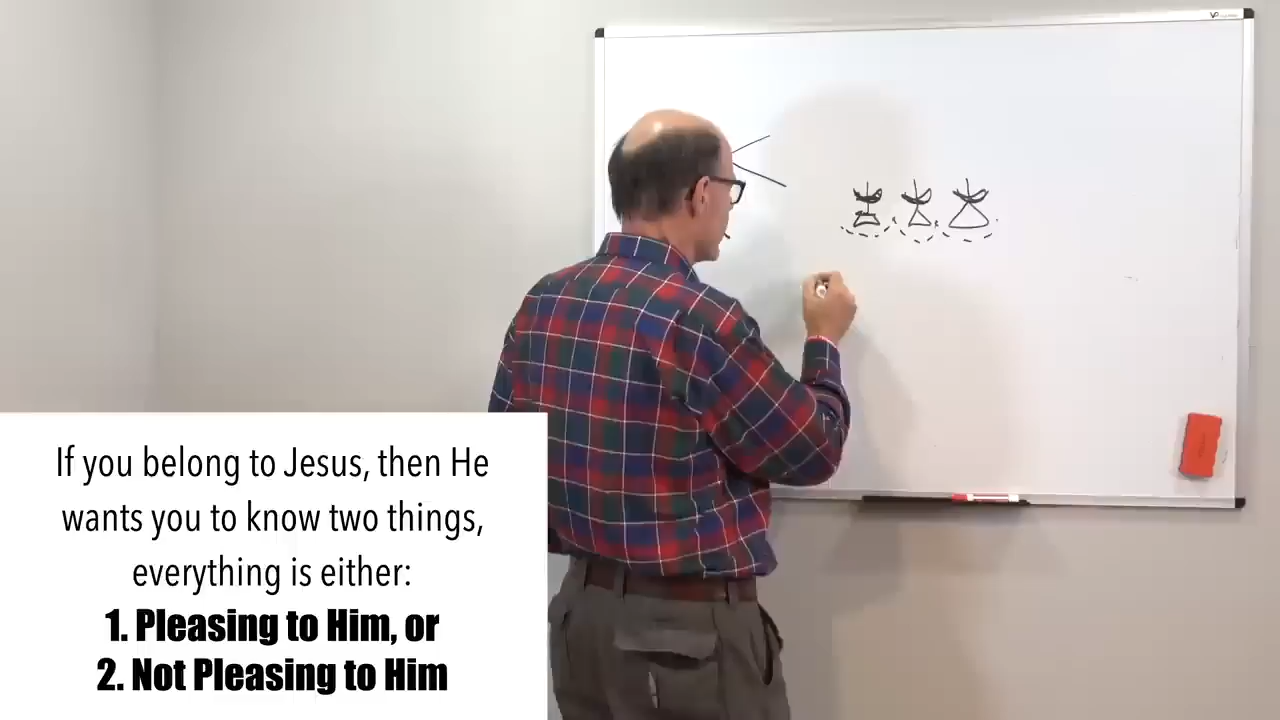 If you belong to Jesus, then He
wants you to know two things,
everything is either:
1. Pleasing to Him, or
2. Not Pleasing to Him